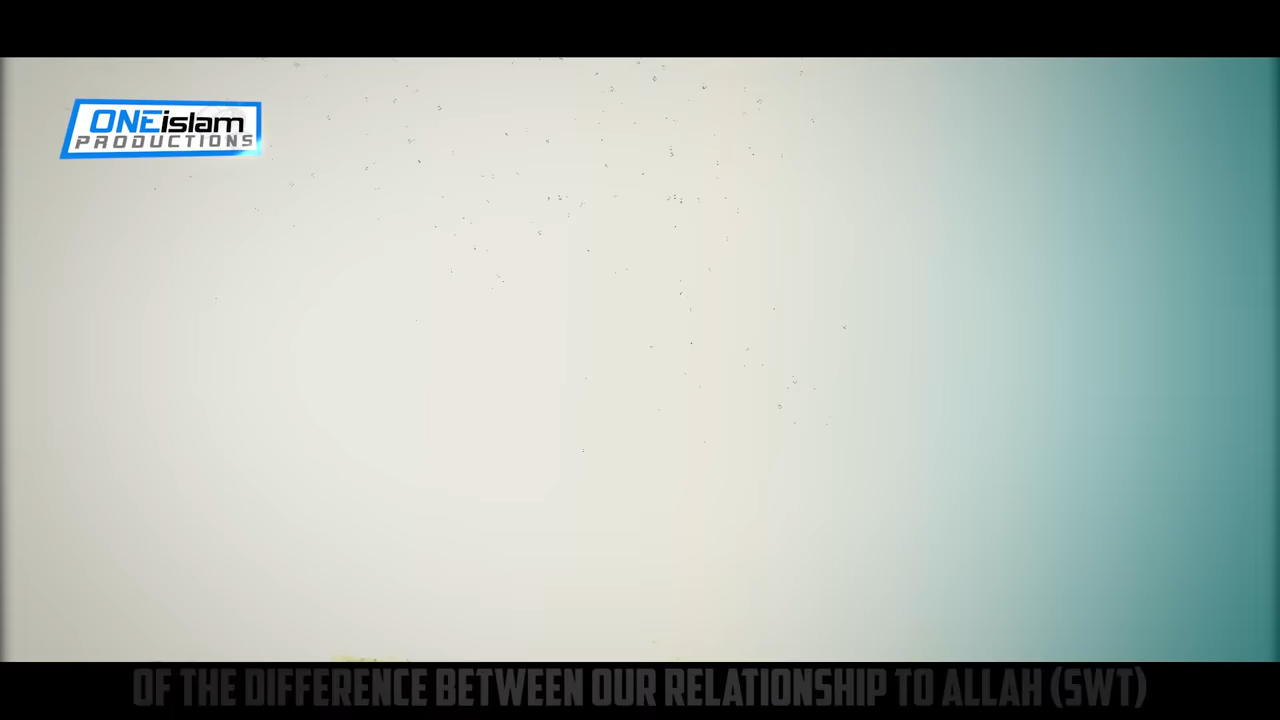 ONEislam
PRODUCTIONS
OF THE DIFFERENCE BETWEEN OUR RELATIONSHIP TO ALLAH (SWT)